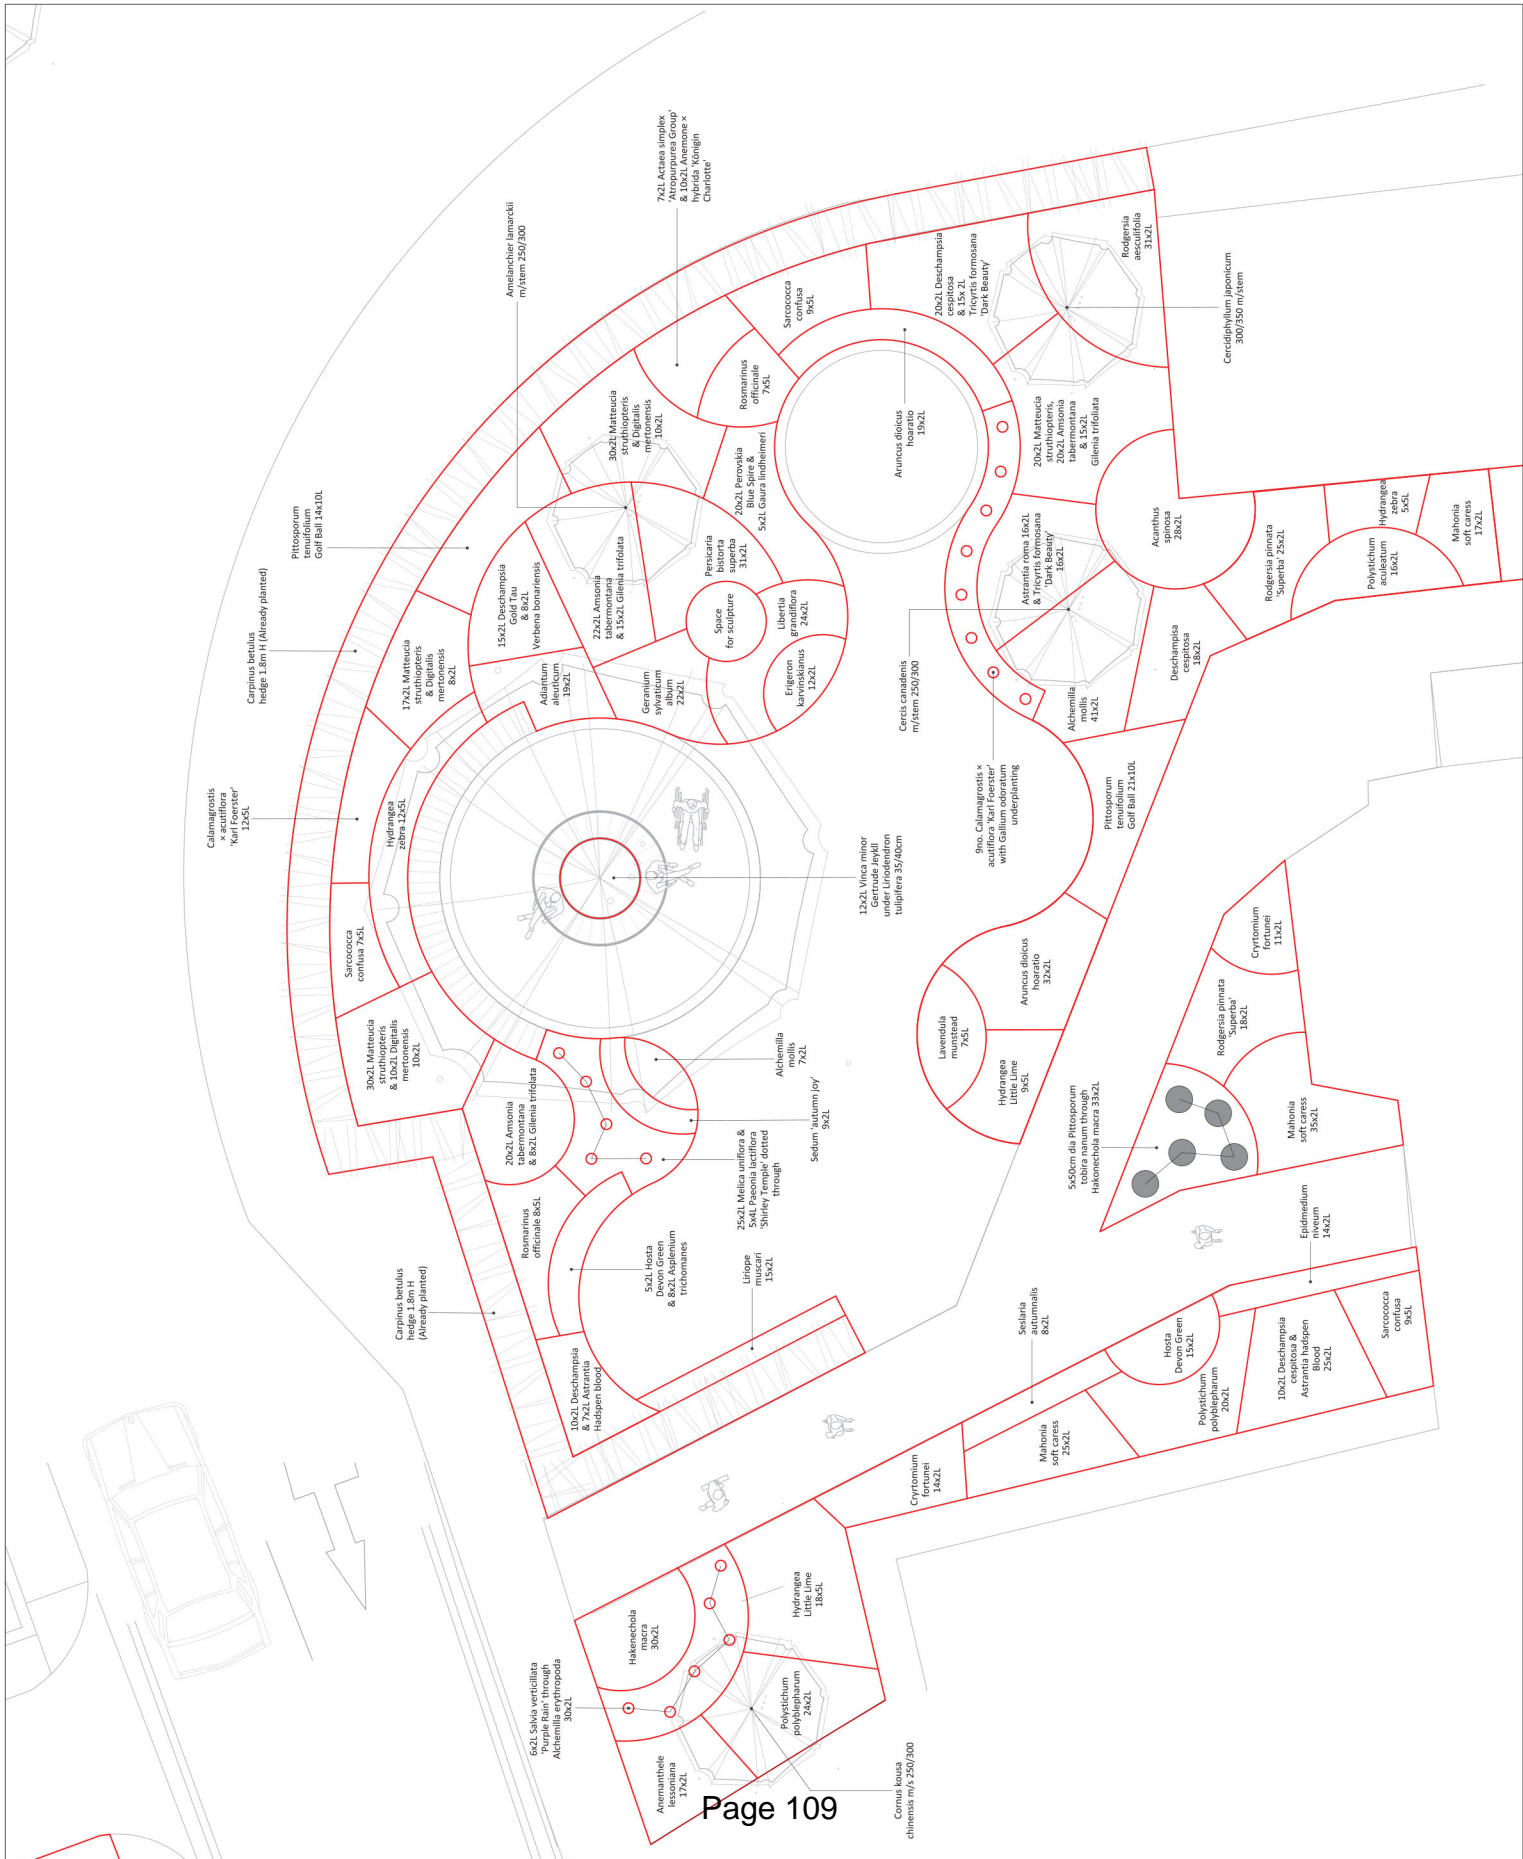 7x2L Actaea simplex
'Atropurpurea Group'
& 10x2L Anemone ×
hybrida 'Königin
Charlotte'
Amelanchier lamarckii
m/stem 250/300
Pittosporum
tenuifolium
Golf Ball 14x10L
Carpinus betulus
hedge 1.8m H (Already planted)
Calamagrostis
× acutiflora
'Karl Foerster'
12x5L
20x2L Deschampsia
cespitosa
& 15x 2L
Tricyrtis formosana
'Dark Beauty'
Rodgersia
aesculifolia
31x2L
Cercidiphyllum japonicum
300/350 m/stem
Sarcococca
confusa
9x5L
Rosmarinus
officinale
7x5L
Aruncus dioicus
hoaratio
19x2L
20x2L Matteucia
struthiopteris,
20x2L Amsonia
tabermontana
& 15x2L
Gilenia trifoliata
30x2L Matteucia
struthiopteris
& Digitalis
mertonensis
10x2L
20x2L Perovskia
Blue Spire &
5x2L Gaura lindheimeri
Persicaria
bistorta
superba
31x2L
22x2L Amsonia
tabermontana
& 15x2L Gilenia trifolata
15x2L Deschampsia
Gold Tau
& 8x2L
Verbena bonariensis
17x2L Matteucia
struthiopteris
& Digitalis
mertonensis
8x2L
Adiantum
aleuticum
19x2L
Geranium
sylvaticum
album
22x2L
Space
for sculpture
Libertia
grandiflora
24x2L
Erigeron
karvinskianus
12x2L
Astrantia roma 16x2L
& Tricyrtis formosana
'Dark Beauty'
16x2L
Acanthus
spinosa
28x2L
Rodgersia pinnata
'Superba' 25x2L
Hydrangea
zebra
5x5L
Polystichum
aculeatum
16x2L
Mahonia
soft caress
17x2L
Deschampisa
cespitosa
18x2L
Alchemilla
mollis
41x2L
Cercis canadenis
m/stem 250/300
9no. Calamagrostis ×
acutiflora 'Karl Foerster'
with Gallium odoratum
underplanting
Pittosporum
tenuifolium
Golf Ball 21x10L
Hydrangea
zebra 12x5L
12x2L Vinca minor
Gertrude Jeykll
under Liriodendron
tulipifera 35/40cm
Sarcococca
confusa 7x5L
30x2L Matteucia
struthiopteris
& 10x2L Digitalis
mertonensis
10x2L
20x2L Amsonia
tabermontana
& 8x2L Gilenia trifolata
Alchemilla
mollis
7x2L
Sedum 'autumn joy'
9x2L
25x2L Melica uniflora &
5x4L Paeonia lactiflora
'Shirley Temple' dotted
through
Lavendula
munstead
7x5L
Aruncus dioicus
hoaratio
32x2L
Hydrangea
Little Lime
9x5L
Cryrtomium
fortunei
11x2L
Rodgersia pinnata
'Superba'
18x2L
5x50cm dia Pittosporum
tobira nanum through
Hakonechola macra 33x2L
Mahonia
soft caress
35x2L
Rosmarinus
officinale 8x5L
5x2L Hosta
Devon Green
& 8x2L Asplenium
trichomanes
Liriope
muscari
15x2L
Carpinus betulus
hedge 1.8m H
(Already planted)
10x2L Deschampsia
& 7x2L Astrantia
Hadspen blood
Epidmedium
niveum
14x2L
Seslaria
autumnalis
8x2L
Hosta
Devon Green
15x2L
Polystichum
polyblepharum
20x2L
10x2L Deschampsia
cespitosa &
Astrantia hadspen
Blood
25x2L
Sarcococca
confusa
9x5L
Mahonia
soft caress
25x2L
Cryrtomium
fortunei
14x2L
Hakenechola
macra
30x2L
Hydrangea
Little Lime
18x5L
6x2L Salvia verticillata
'Purple Rain' through
Alchemilla erythropoda
30x2L
Polystichum
polyblepharum
24x2L
Anemanthele
lessoniana
17x2L
Cornus kousa
chinensis m/s 250/300
Page 109